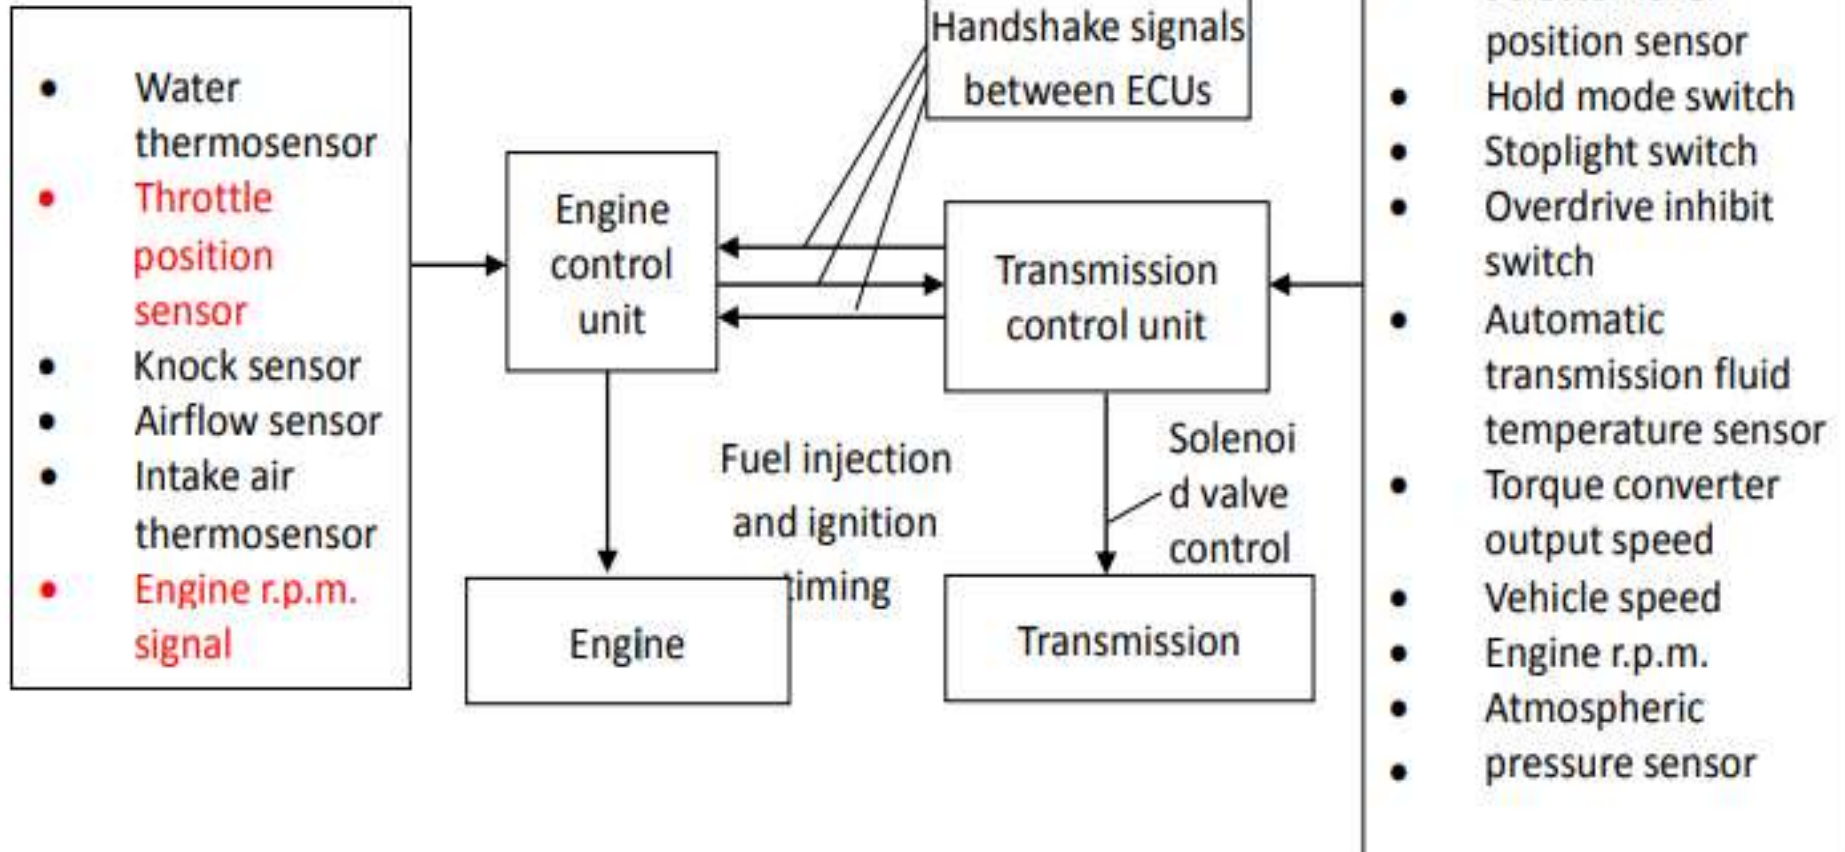 • Water
thermosensor
• Throttle
position
sensor
• Knock sensor
• Airflow sensor
• Intake air
thermosensor
• Engine r.p.m.
signal
Handshake signals
between ECUs
Engine
control
unit
Transmission
control unit
Fuel injection
and ignition
timing
Solenoi
d valve
control
Engine
Transmission
position sensor
• Hold mode switch
• Stoplight switch
• Overdrive inhibit
switch
• Automatic
transmission fluid
temperature sensor
• Torque converter
output speed
• Vehicle speed
• Engine r.p.m.
• Atmospheric
• pressure sensor